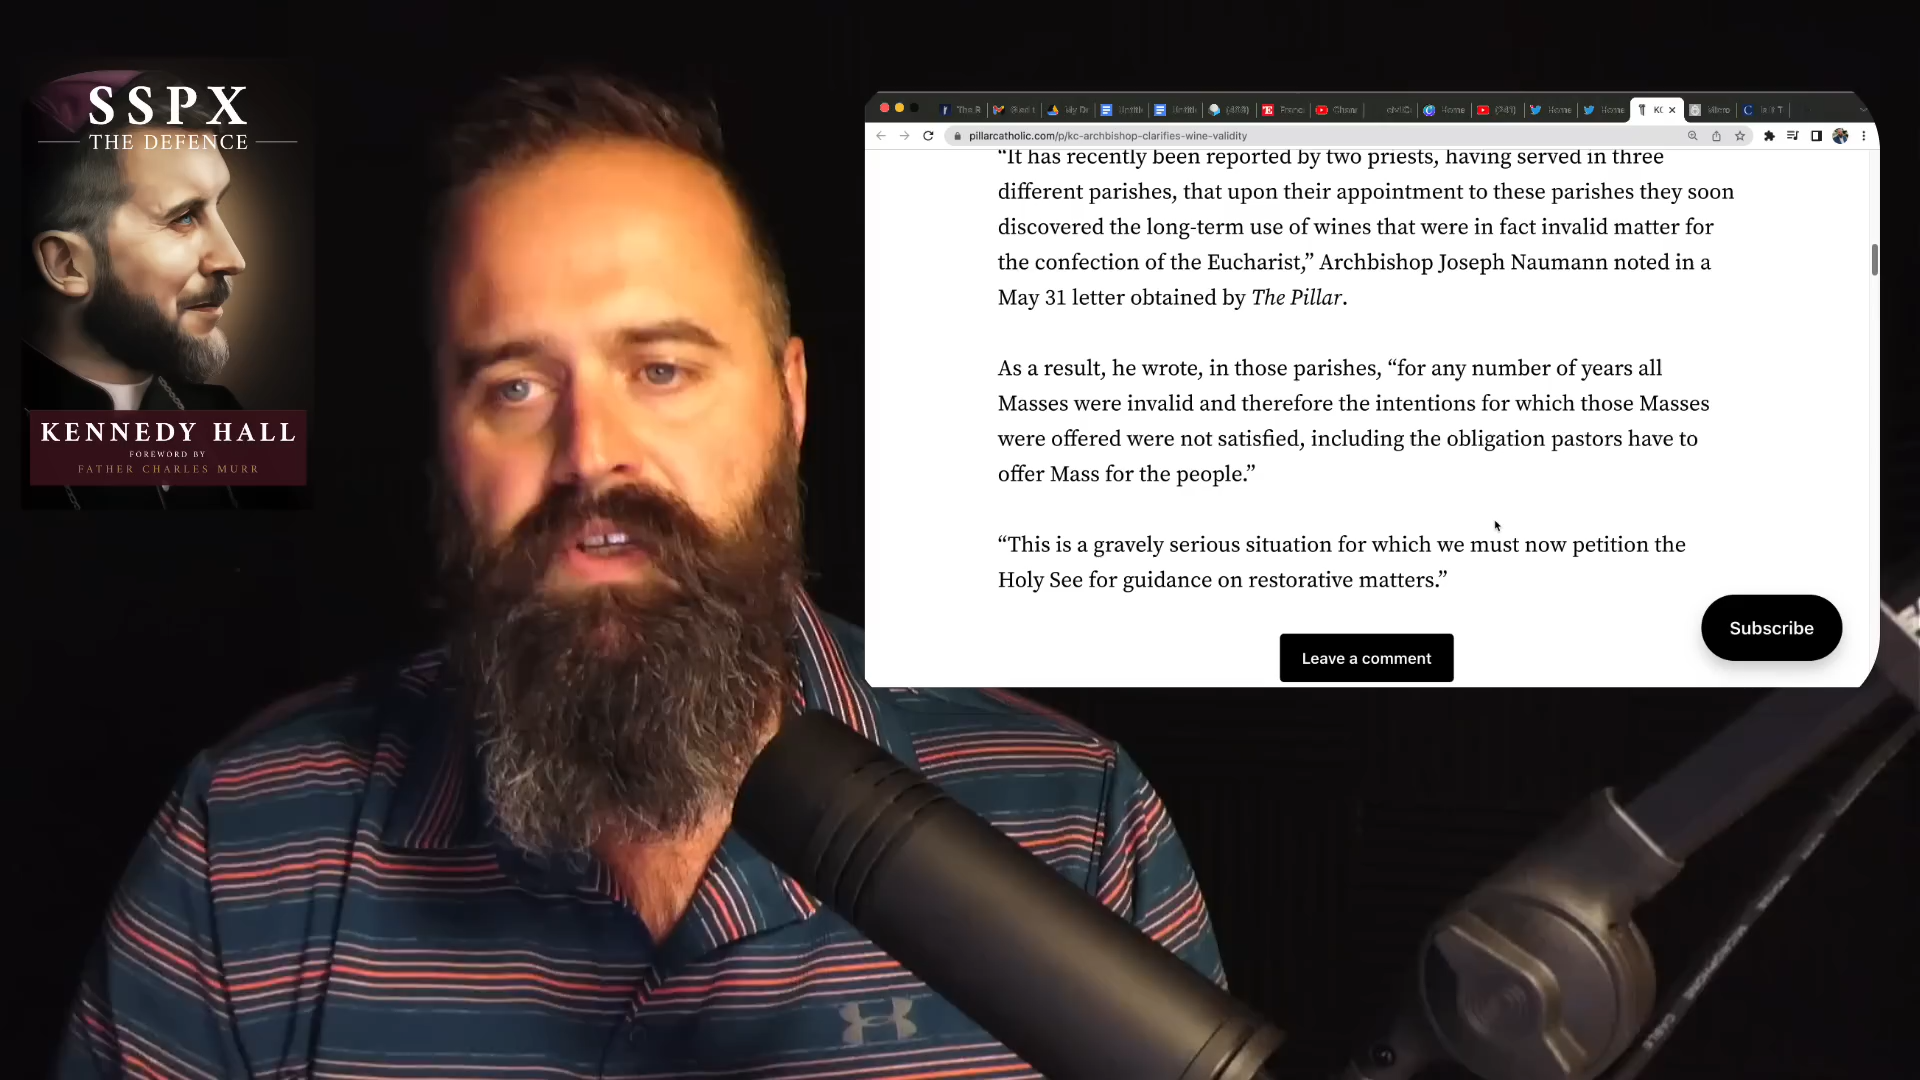 SSPX
THE DEFENCE
KENNEDY HALL
FOREWORD BY
FATHER CHARLES MURR
pillarcatholic.com/p/kc-archbishop-clarifies-wine-validity
“It has recently been reported by two priests, having served in three
different parishes, that upon their appointment to these parishes they soon
discovered the long-term use of wines that were in fact invalid matter for
the confection of the Eucharist,” Archbishop Joseph Naumann noted in a
May 31 letter obtained by The Pillar.
As a result, he wrote, in those parishes, “for any number of years all
Masses were invalid and therefore the intentions for which those Masses
were offered were not satisfied, including the obligation pastors have to
offer Mass for the people.”
“This is a gravely serious situation for which we must now petition the
Holy See for guidance on restorative matters.”
Subscribe
Leave a comment